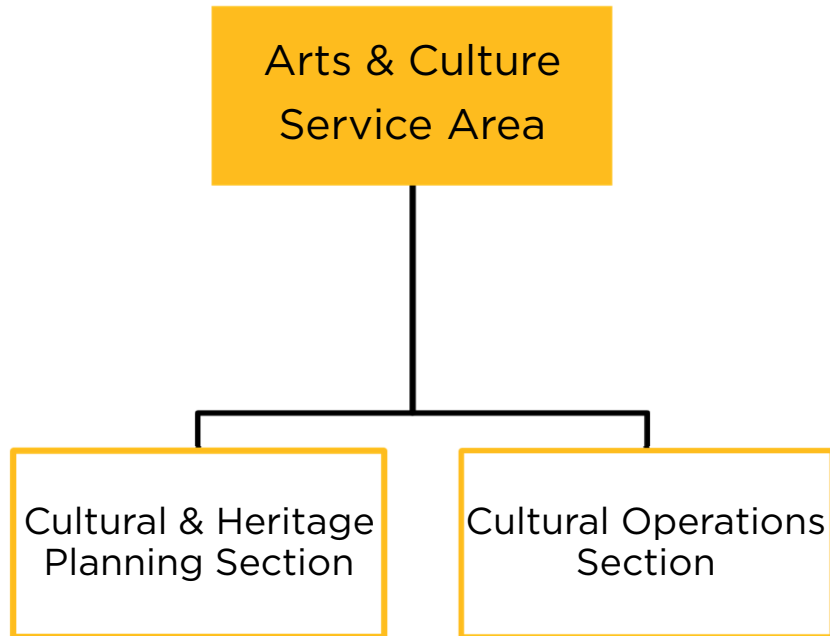 Arts & Culture
Service Area
Cultural & Heritage
Planning Section
Cultural Operations
Section